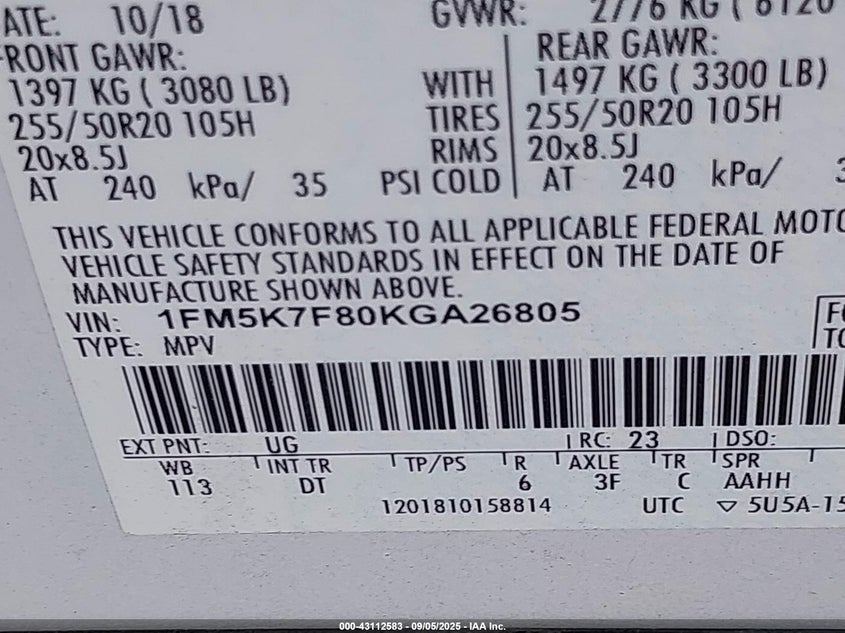 ATE: 10/18 GVWR: 2776 KG ( 6120
FRONT GAWR: REAR GAWR:
1397 KG ( 3080 LB) WITH 1497 KG ( 3300 LB)
255/50R20 105H TIRES 255/50R20 105H
20x8.5J RIMS 20x8.5J
AT 240 kPa/ 35 PSI COLD AT 240 kPa/ 3
THIS VEHICLE CONFORMS TO ALL APPLICABLE FEDERAL MOTO
VEHICLE SAFETY STANDARDS IN EFFECT ON THE DATE OF
MANUFACTURE SHOWN ABOVE.
VIN: 1FM5K7F80KGA26805
TYPE: MPV
EXT PNT: UG RC: 23 DSO:
WB INT TR TP/PS R AXLE TR SPR
113 DT 6 3F C AAHH
1201810158814 UTC ▽ 5U5A-15
000-43112583 - 09/05/2025 - IAA Inc.